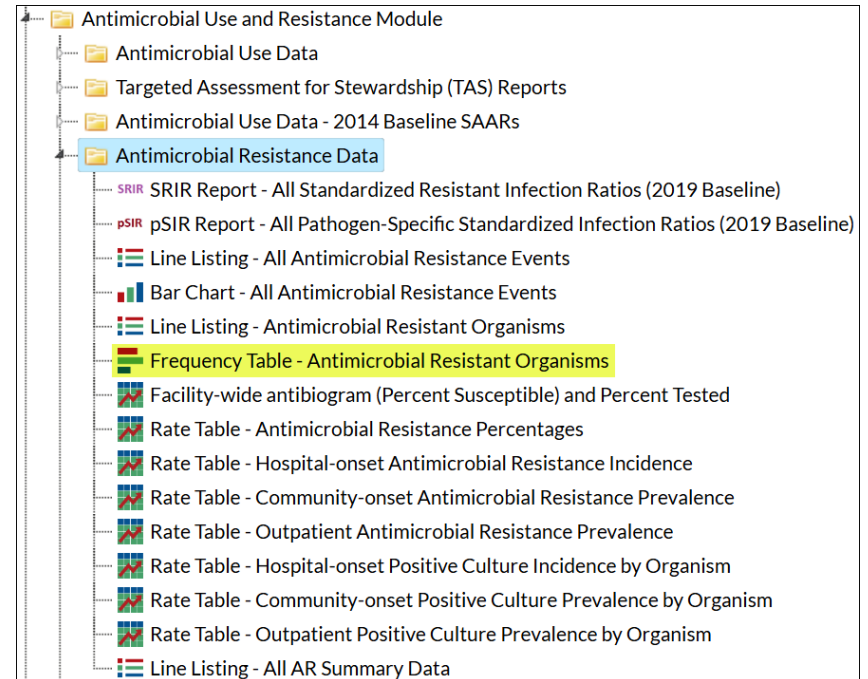 Antimicrobial Use and Resistance Module
Antimicrobial Use Data
Targeted Assessment for Stewardship (TAS) Reports
Antimicrobial Use Data - 2014 Baseline SAARs
Antimicrobial Resistance Data
SRIR SRIR Report - All Standardized Resistant Infection Ratios (2019 Baseline)
pSIR pSIR Report - All Pathogen-Specific Standardized Infection Ratios (2019 Baseline)
Line Listing - All Antimicrobial Resistance Events
Bar Chart - All Antimicrobial Resistance Events
Line Listing - Antimicrobial Resistant Organisms
Frequency Table - Antimicrobial Resistant Organisms
Facility-wide antibiogram (Percent Susceptible) and Percent Tested
Rate Table - Antimicrobial Resistance Percentages
Rate Table - Hospital-onset Antimicrobial Resistance Incidence
Rate Table - Community-onset Antimicrobial Resistance Prevalence
Rate Table - Outpatient Antimicrobial Resistance Prevalence
Rate Table - Hospital-onset Positive Culture Incidence by Organism
Rate Table - Community-onset Positive Culture Prevalence by Organism
Rate Table - Outpatient Positive Culture Prevalence by Organism
Line Listing - All AR Summary Data